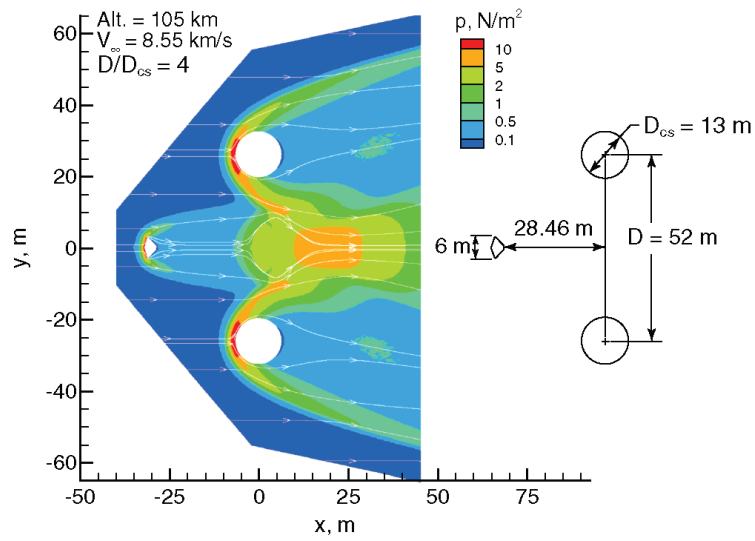 Alt. = 105 km
V∞ = 8.55 km/s
D/Dcs = 4
p, N/m²
10
5
2
1
0.5
0.1
60
40
20
0
-20
-40
-60
y, m
-50
-25
0
25
50
75
x, m
Dcs = 13 m
28.46 m
6 m
D = 52 m